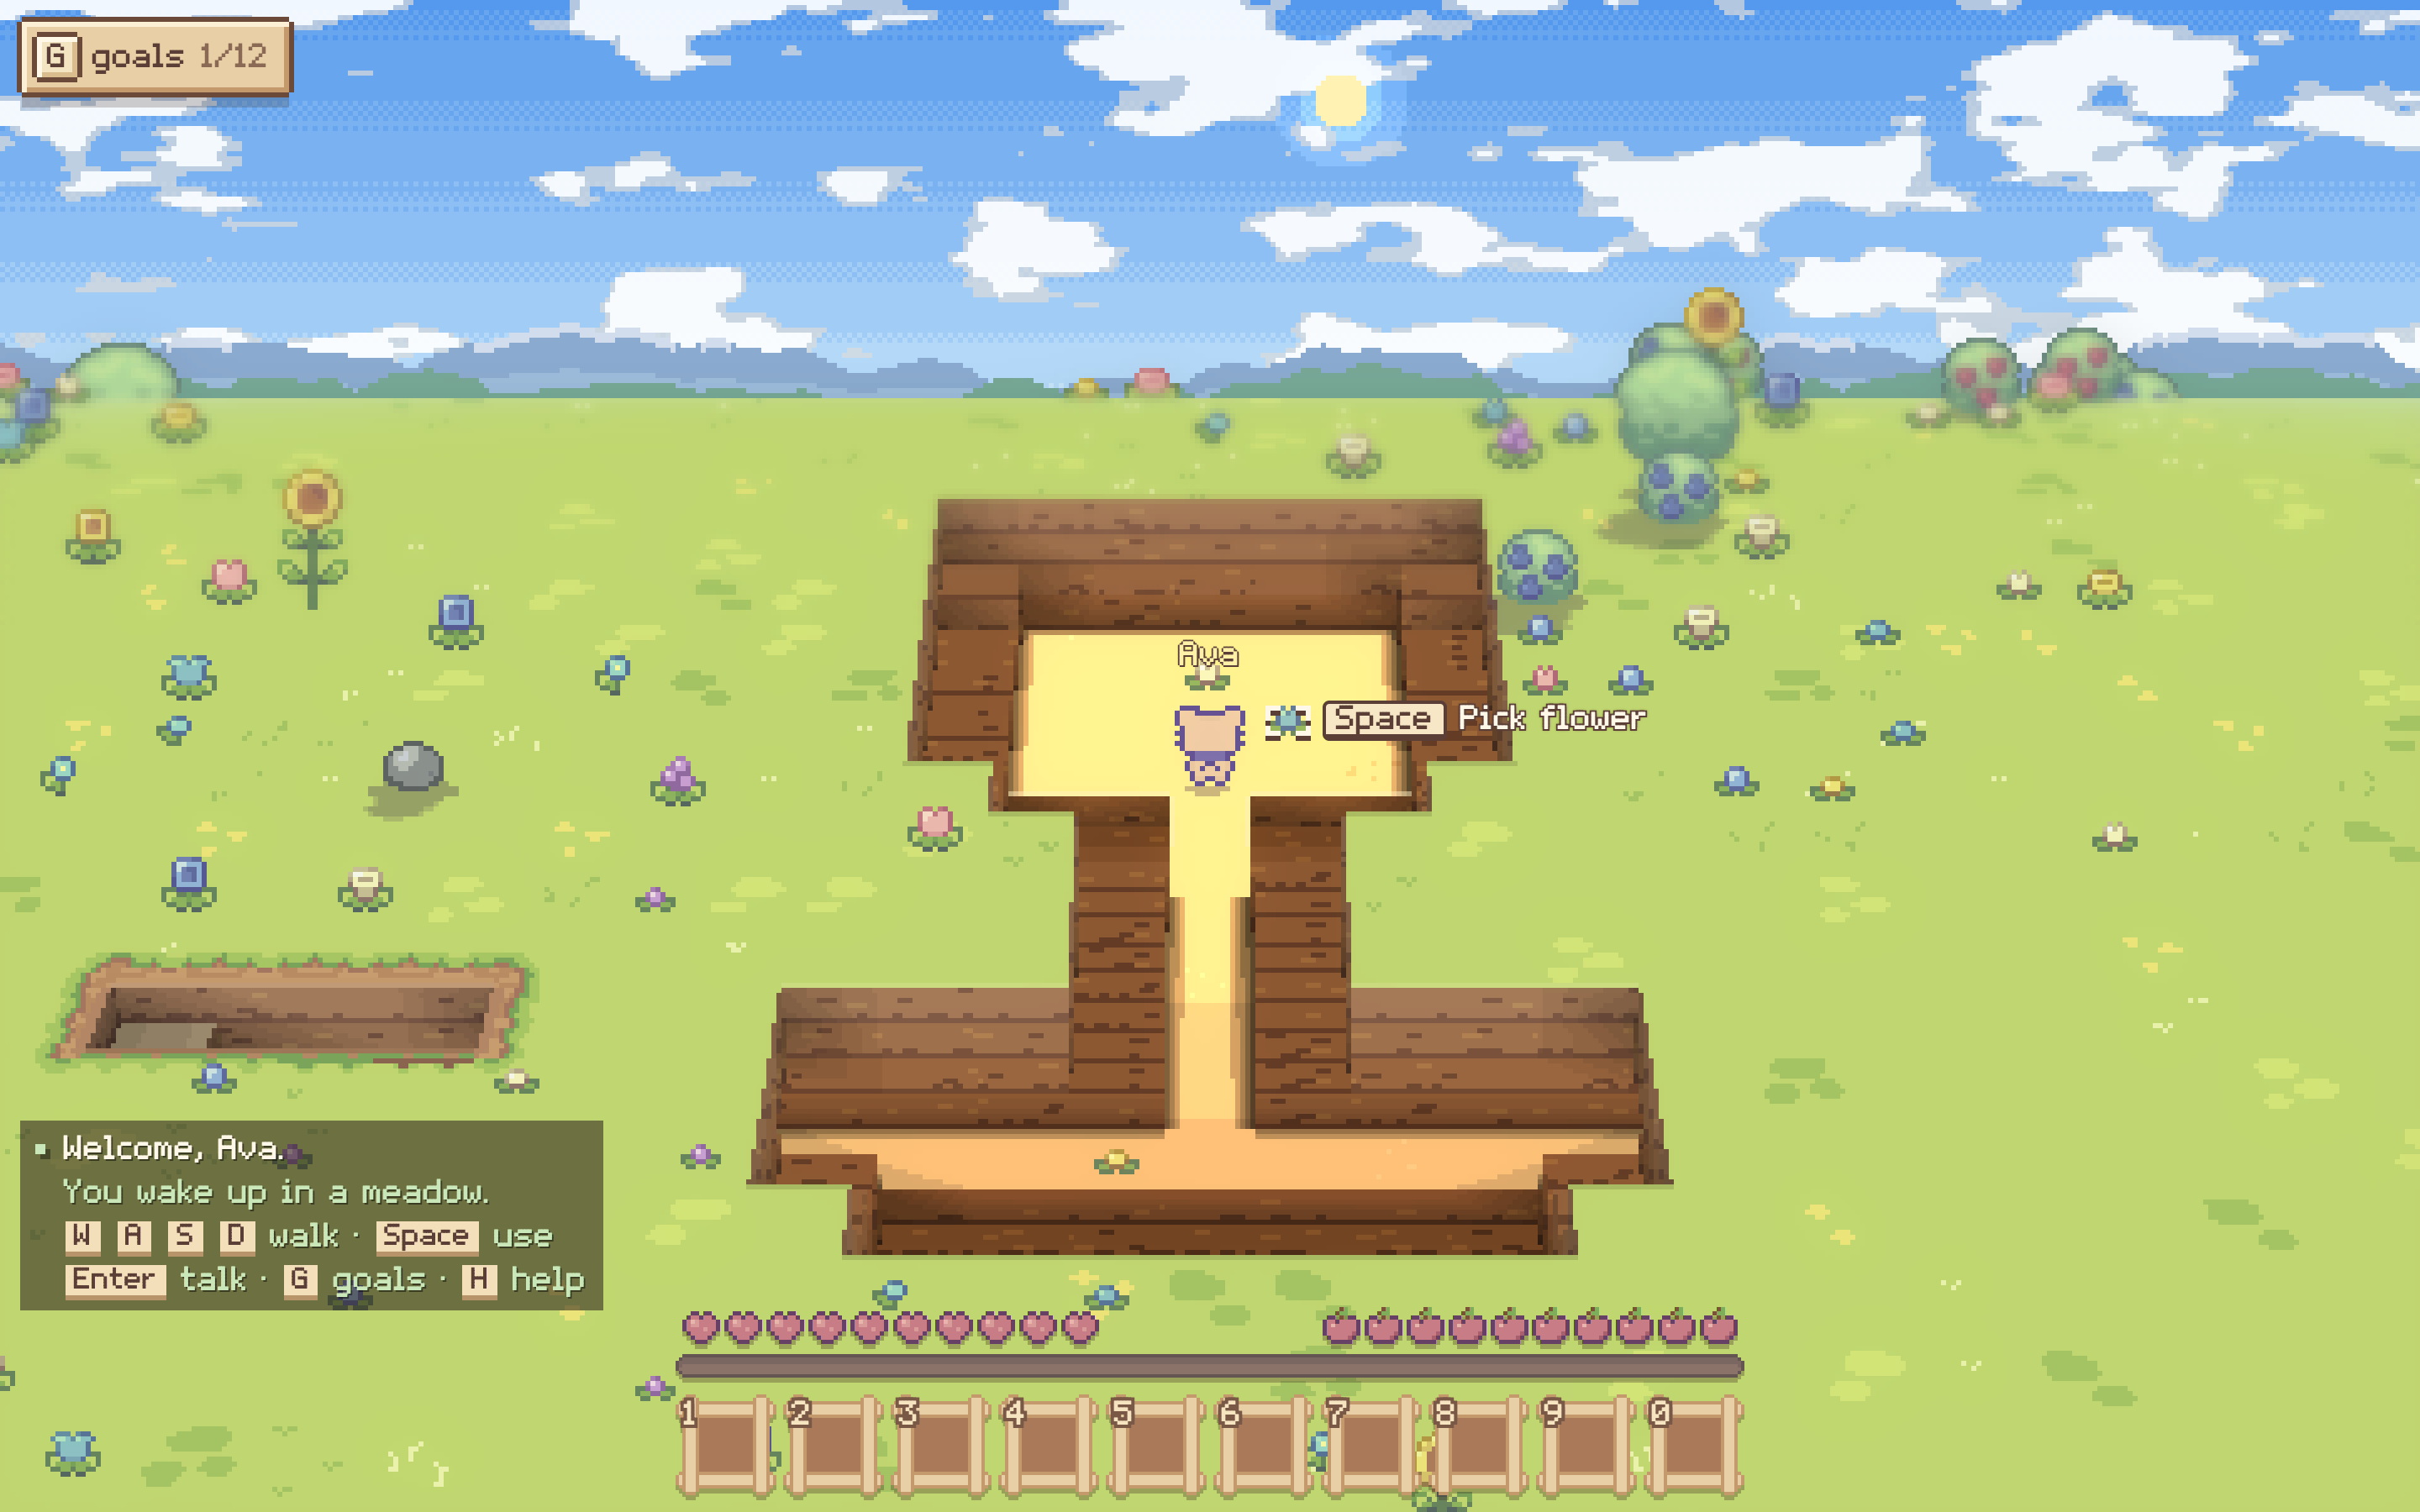 G goals 1/12
Ava
Space Pick flower
Welcome, Ava.
You wake up in a meadow.
W A S D walk · Space use
Enter talk · G goals · H help
1 2 3 4 5 6 7 8 9 0